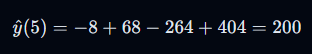 ŷ(5) = −8 + 68 − 264 + 404 = 200